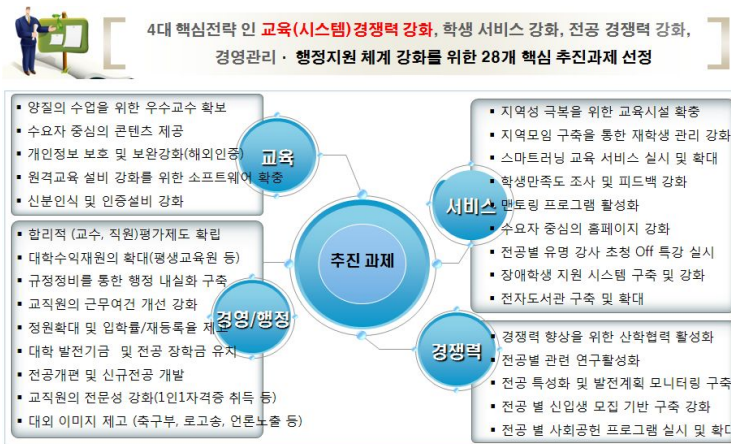 4대 핵심전략 인 교육(시스템)경쟁력 강화, 학생 서비스 강화, 전공 경쟁력 강화,
경영관리 · 행정지원 체계 강화를 위한 28개 핵심 추진과제 선정
▪ 양질의 수업을 위한 우수교수 확보
▪ 수요자 중심의 콘텐츠 제공
▪ 개인정보 보호 및 보완강화(해외인증)
▪ 원격교육 설비 강화를 위한 소프트웨어 확충
▪ 신분인식 및 인증설비 강화
교육
▪ 지역성 극복을 위한 교육시설 확충
▪ 지역모임 구축을 통한 재학생 관리 강화
▪ 스마트러닝 교육 서비스 실시 및 확대
▪ 학생만족도 조사 및 피드백 강화
▪ 맨토링 프로그램 활성화
▪ 수요자 중심의 홈페이지 강화
▪ 전공별 유명 강사 초청 Off 특강 실시
▪ 장애학생 지원 시스템 구축 및 강화
▪ 전자도서관 구축 및 확대
서비스
추진 과제
▪ 합리적 (교수, 직원)평가제도 확립
▪ 대학수익재원의 확대(평생교육원 등)
▪ 규정정비를 통한 행정 내실화 구축
▪ 교직원의 근무여건 개선 강화
▪ 정원확대 및 입학률/재등록율 제고
▪ 대학 발전기금 및 전공 장학금 유치
▪ 전공개편 및 신규전공 개발
▪ 교직원의 전문성 강화(1인1자격증 취득 등)
▪ 대외 이미지 제고 (축구부, 로고송, 언론노출 등)
경영/행정
경쟁력
▪ 경쟁력 향상을 위한 산학협력 활성화
▪ 전공별 관련 연구활성화
▪ 전공 특성화 및 발전계획 모니터링 구축
▪ 전공 별 신입생 모집 기반 구축 강화
▪ 전공 별 사회공헌 프로그램 실시 및 확대